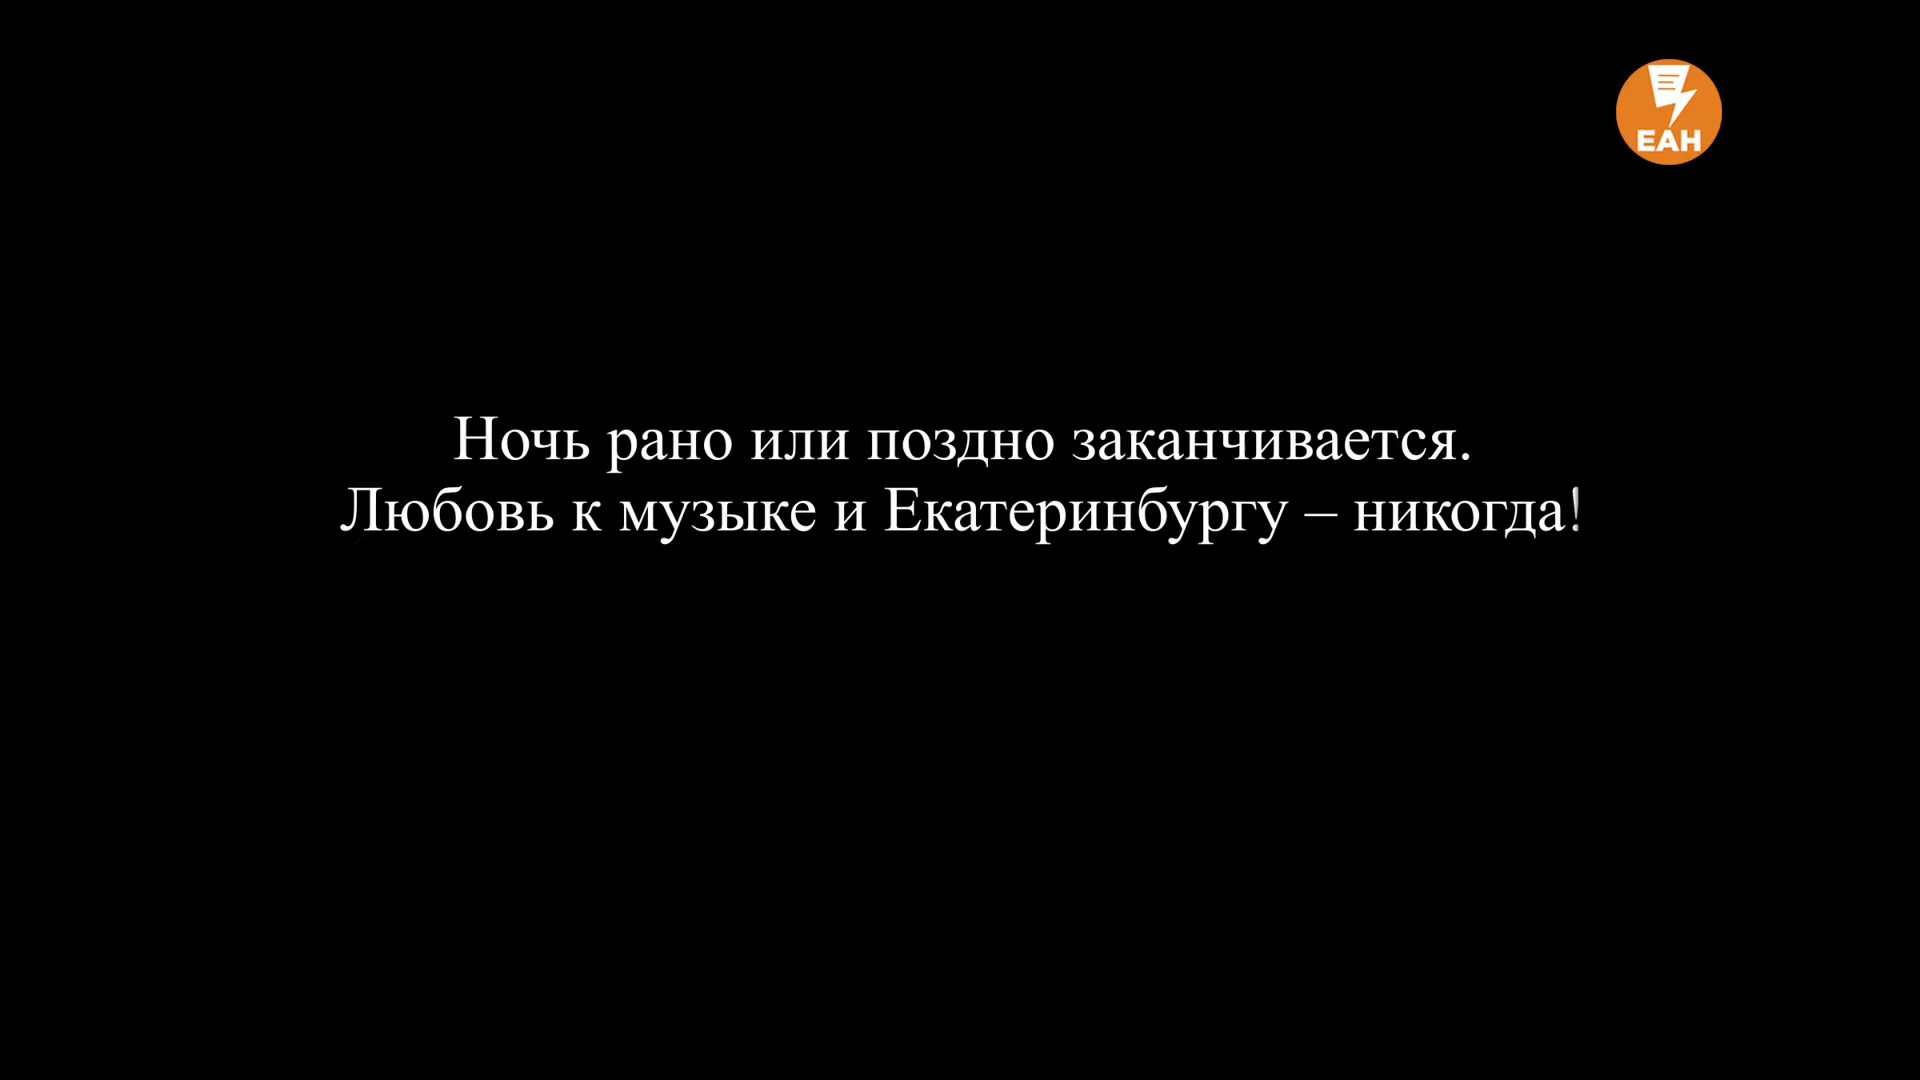 ЕАН
Ночь рано или поздно заканчивается.
Любовь к музыке и Екатеринбургу – никогда!